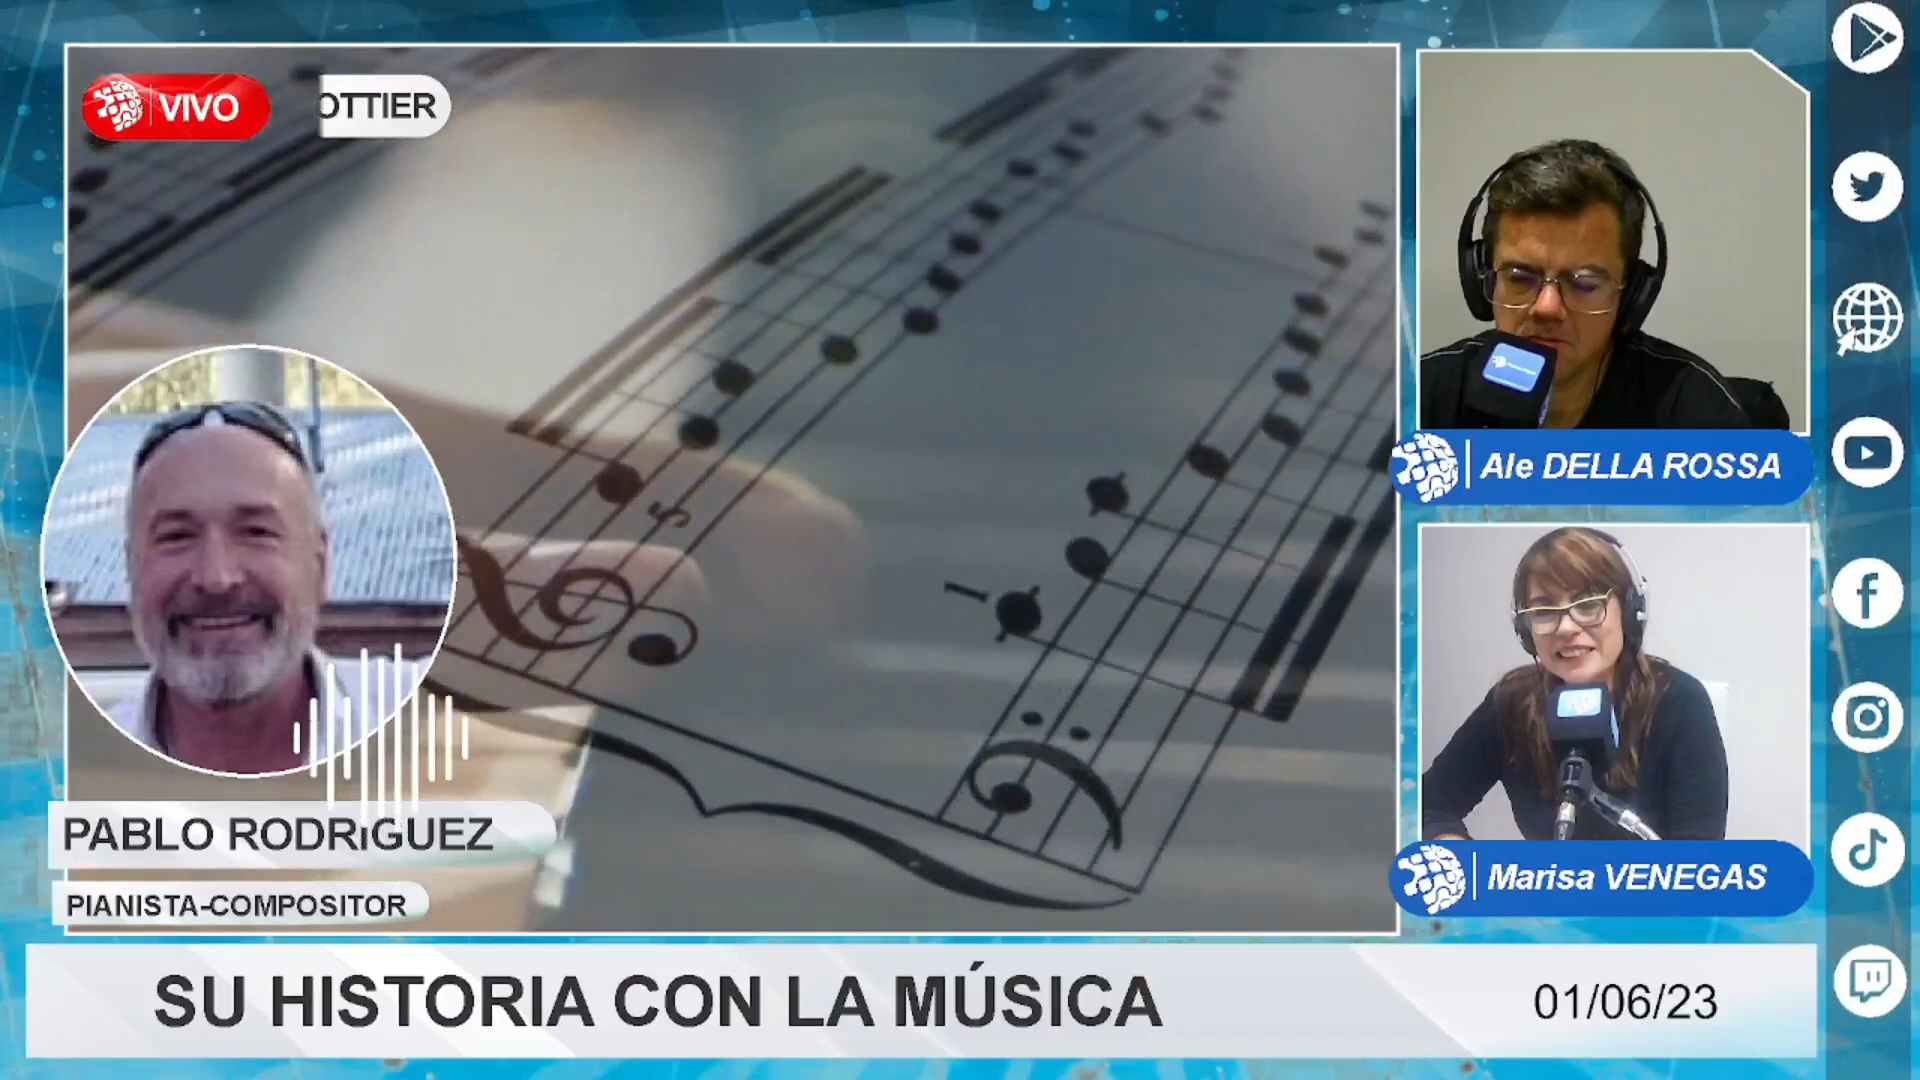 VIVO
OTTIER
Ale DELLA ROSSA
Marisa VENEGAS
PABLO RODRiGUEZ
PIANISTA-COMPOSITOR
SU HISTORIA CON LA MÚSICA
01/06/23